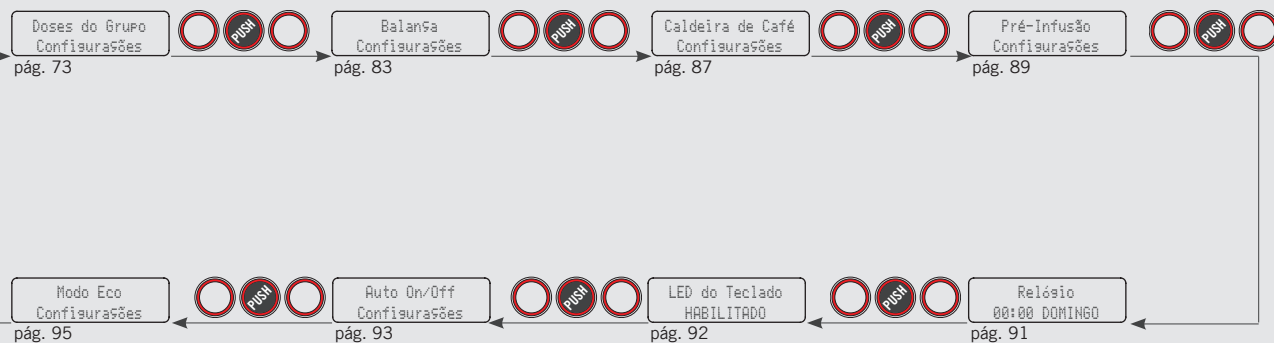 Doses do Grupo
Configurações
PUSH
pág. 73
Balança
Configurações
PUSH
pág. 83
Caldeira de Café
Configurações
PUSH
pág. 87
Pré-Infusão
Configurações
PUSH
pág. 89
Relógio
00:00 DOMINGO
PUSH
pág. 91
LED do Teclado
HABILITADO
PUSH
pág. 92
Auto On/Off
Configurações
PUSH
pág. 93
Modo Eco
Configurações
pág. 95